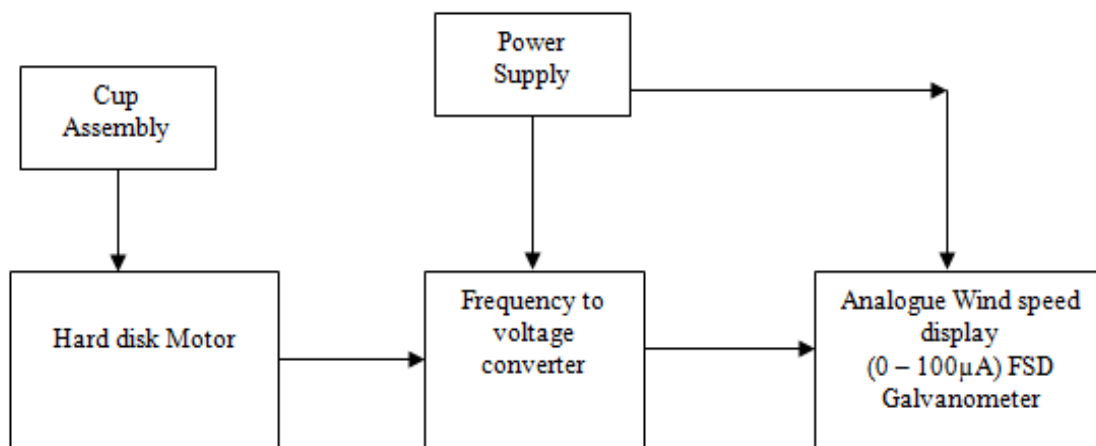 Power
Supply
Cup
Assembly
Hard disk Motor
Frequency to
voltage
converter
Analogue Wind speed
display
(0 – 100µA) FSD
Galvanometer